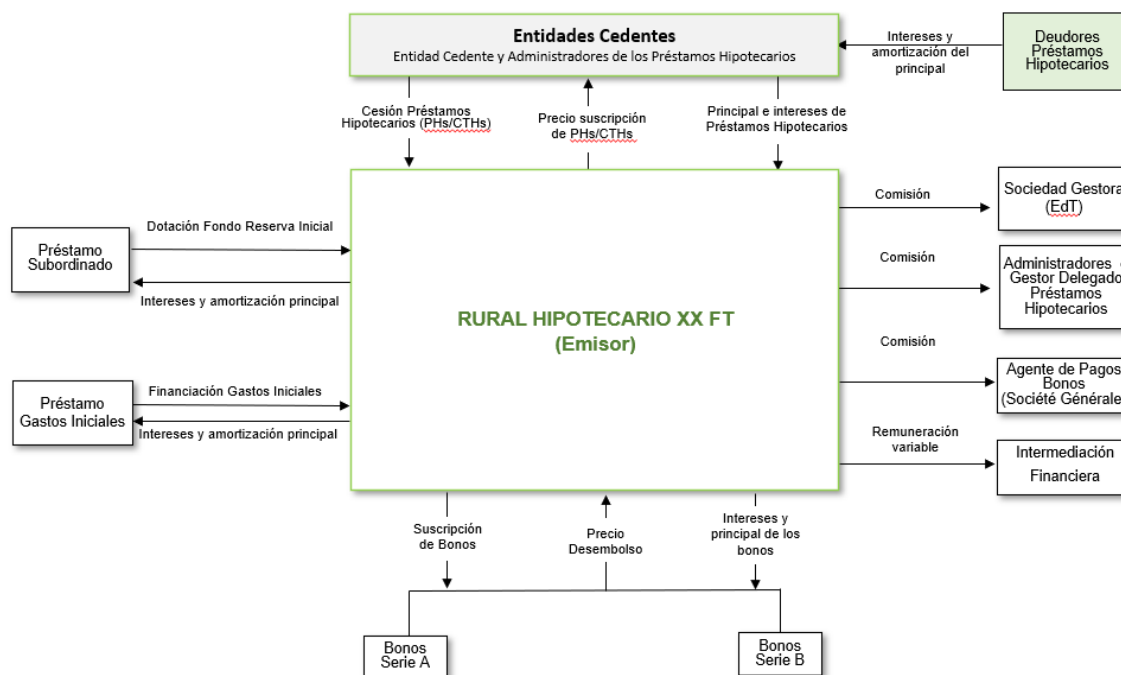 Entidades Cedentes
Entidad Cedente y Administradores de los Préstamos Hipotecarios
Intereses y
amortización del
principal
Deudores
Préstamos
Hipotecarios
Cesión Préstamos
Hipotecarios (PHs/CTHs)
Precio suscripción
de PHs/CTHs
Principal e intereses de
Préstamos Hipotecarios
Préstamo
Subordinado
Dotación Fondo Reserva Inicial
Intereses y amortización principal
Préstamo
Gastos Iniciales
Financiación Gastos Iniciales
Intereses y amortización principal
RURAL HIPOTECARIO XX FT
(Emisor)
Comisión
Sociedad Gestora
(EdT)
Comisión
Administradores
Gestor Delegado
Préstamos
Hipotecarios
Comisión
Agente de Pagos
Bonos
(Société Générale
Remuneración
variable
Intermediación
Financiera
Suscripción
de Bonos
Precio
Desembolso
Intereses y
principal de los
bonos
Bonos
Serie A
Bonos
Serie B